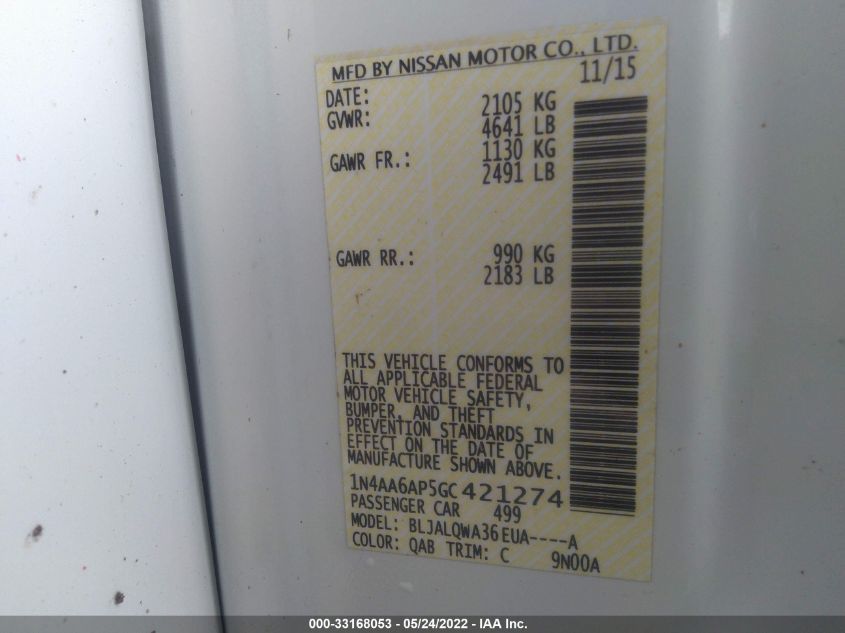 MFD BY NISSAN MOTOR CO., LTD.
DATE: 11/15
GVWR: 2105 KG
4641 LB
GAWR FR.: 1130 KG
2491 LB
GAWR RR.: 990 KG
2183 LB
THIS VEHICLE CONFORMS TO
ALL APPLICABLE FEDERAL
MOTOR VEHICLE SAFETY,
BUMPER, AND THEFT
PREVENTION STANDARDS IN
EFFECT ON THE DATE OF
MANUFACTURE SHOWN ABOVE.
1N4AA6AP5GC421274
PASSENGER CAR 499
MODEL: BLJALQWA36EUA----A
COLOR: QAB TRIM: C 9N00A
000-33168053 - 05/24/2022 - IAA Inc.